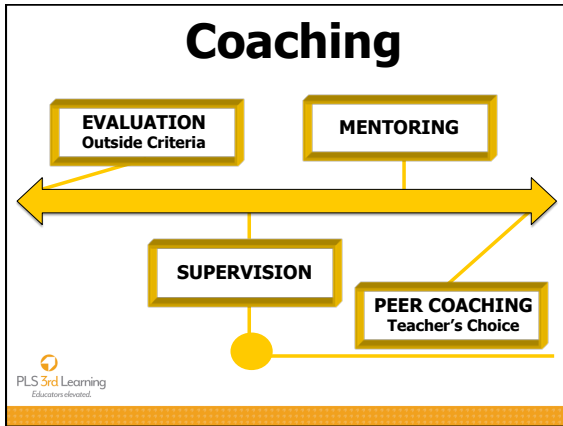 Coaching
EVALUATION
Outside Criteria
MENTORING
SUPERVISION
PEER COACHING
Teacher's Choice
PLS 3rd Learning
Educators elevated.